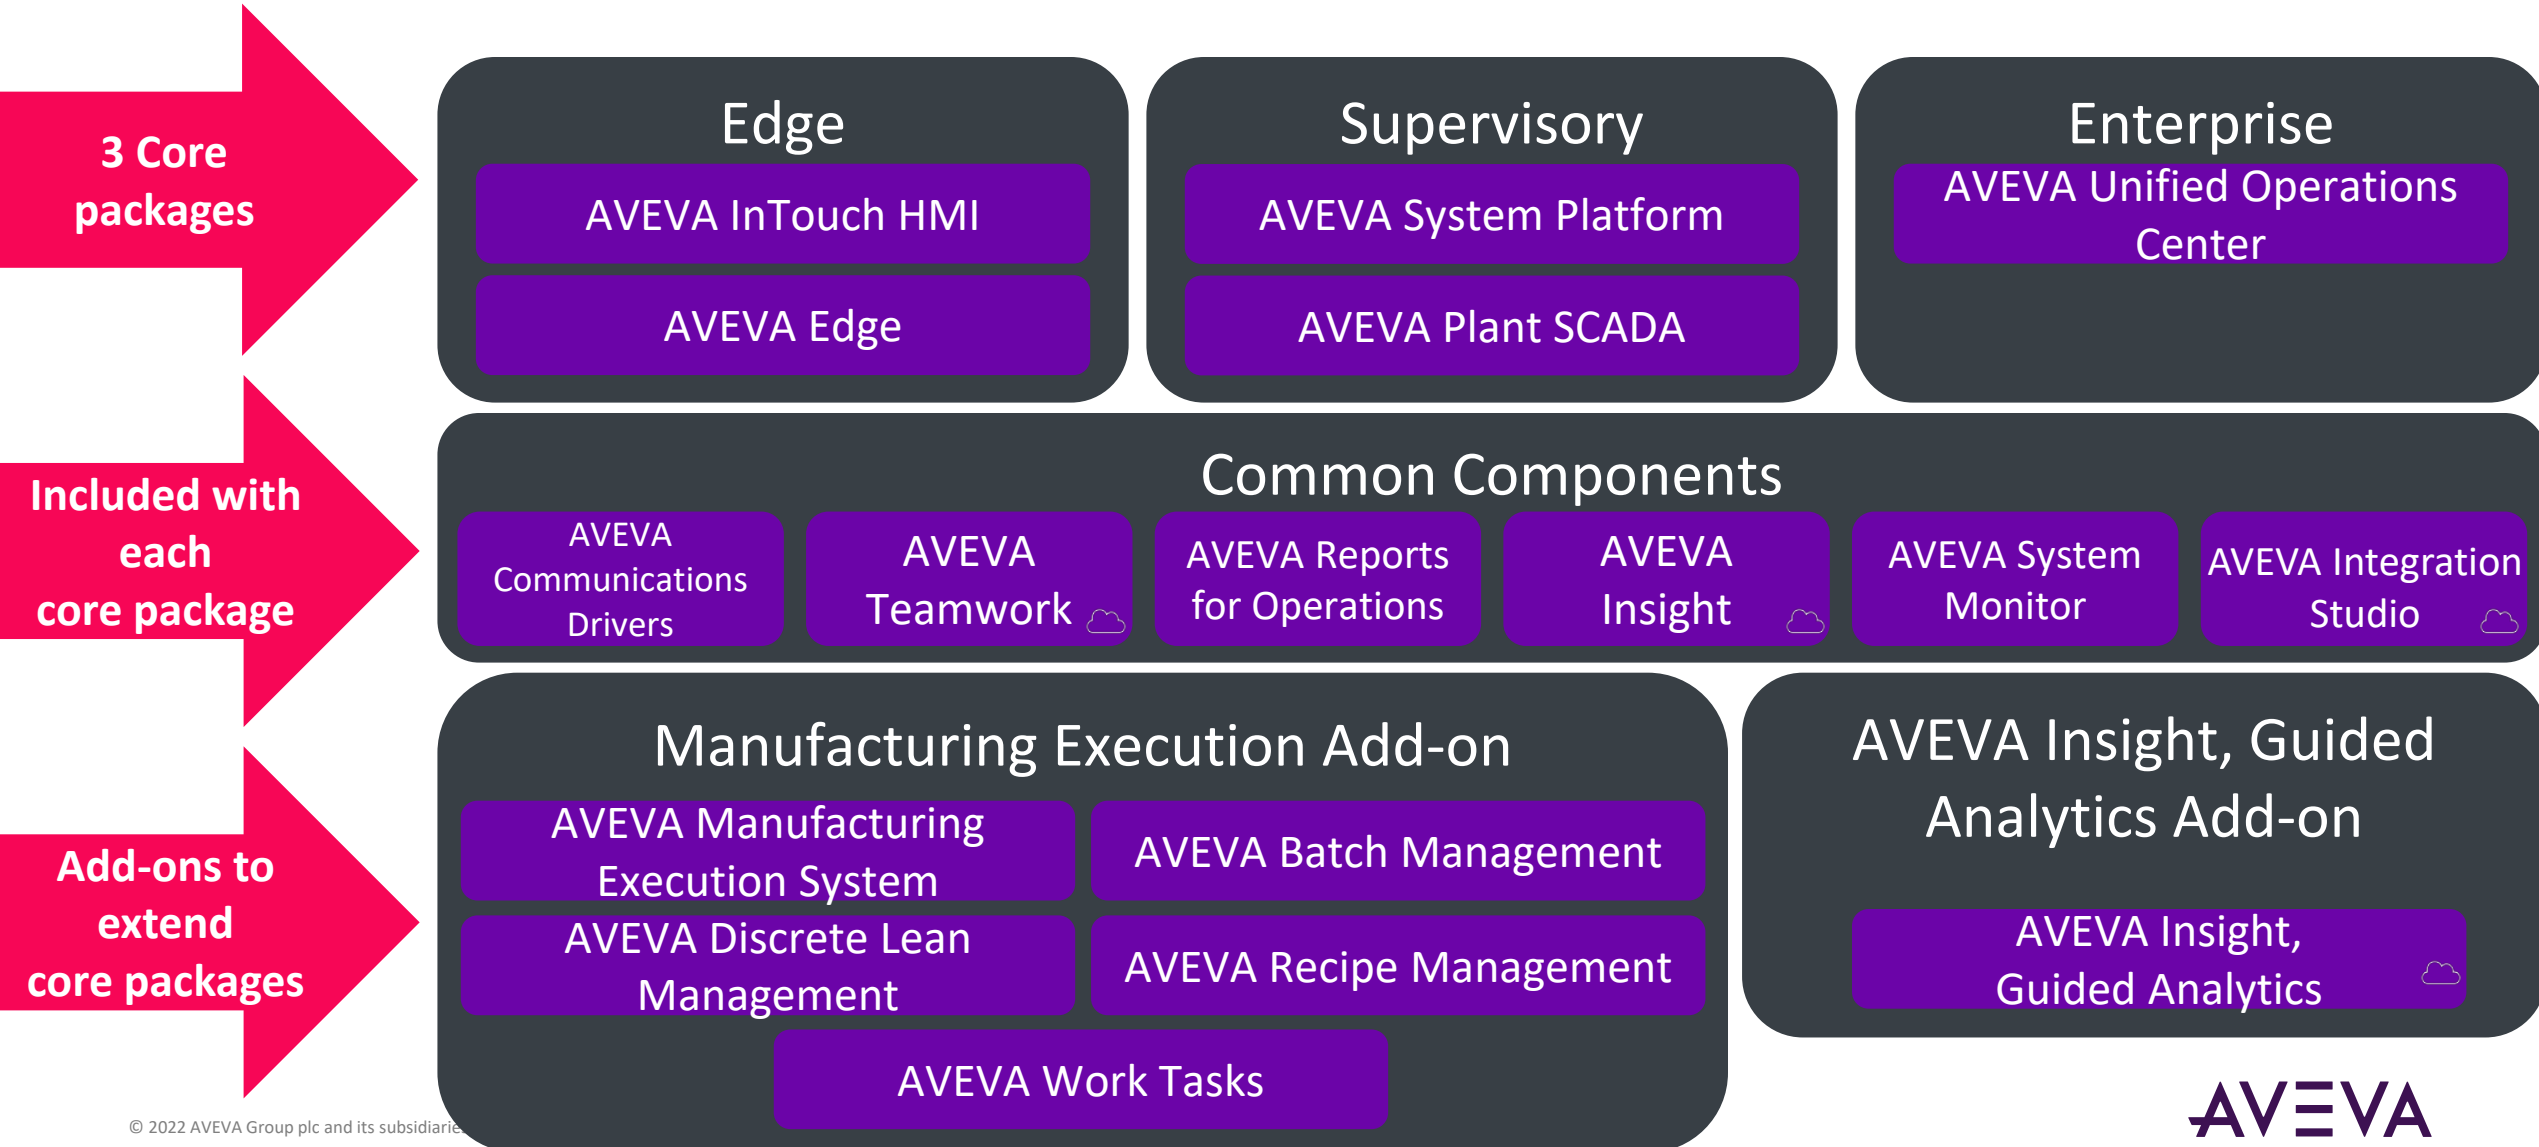 3 Core
packages
Edge
AVEVA InTouch HMI
AVEVA Edge
Supervisory
AVEVA System Platform
AVEVA Plant SCADA
Enterprise
AVEVA Unified Operations
Center
Included with
each
core package
Common Components
AVEVA
Communications
Drivers
AVEVA
Teamwork
AVEVA Reports
for Operations
AVEVA
Insight
AVEVA System
Monitor
AVEVA Integration
Studio
Add-ons to
extend
core packages
Manufacturing Execution Add-on
AVEVA Manufacturing
Execution System
AVEVA Batch Management
AVEVA Discrete Lean
Management
AVEVA Recipe Management
AVEVA Work Tasks
AVEVA Insight, Guided
Analytics Add-on
AVEVA Insight,
Guided Analytics
© 2022 AVEVA Group plc and its
AVEVA